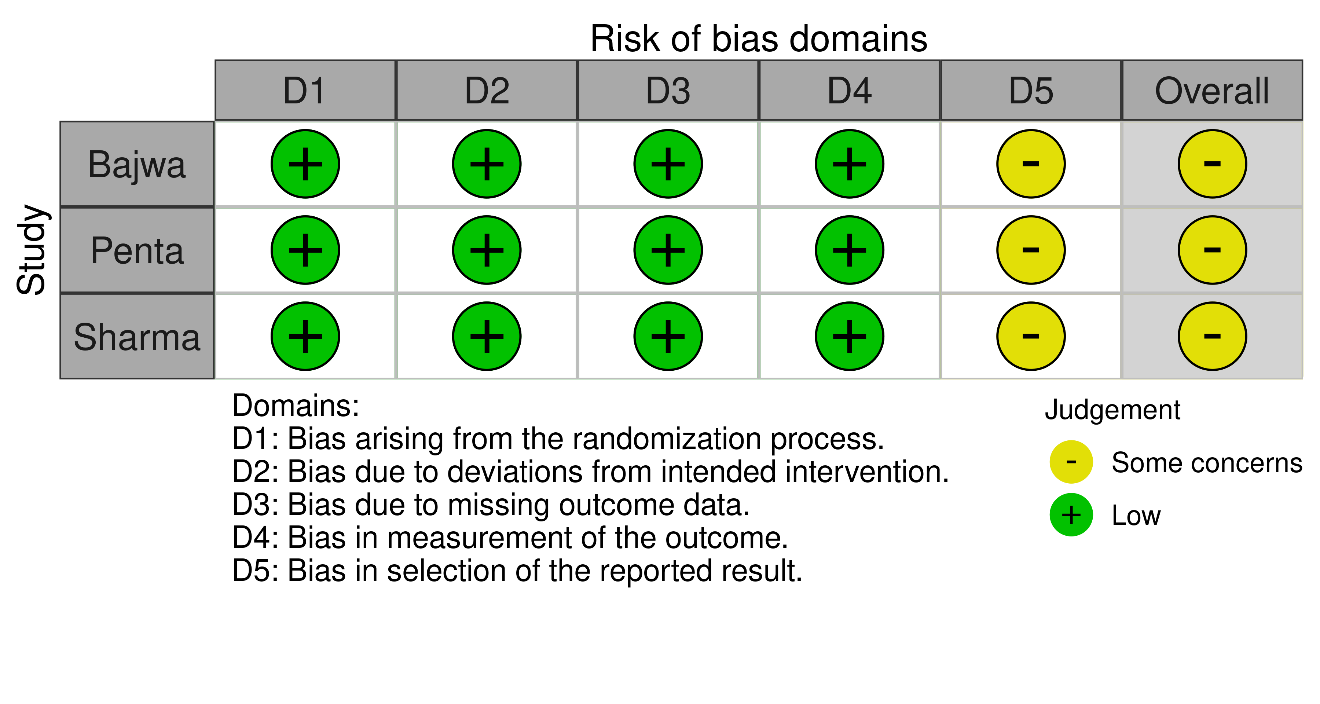 Risk of bias domains
D1 D2 D3 D4 D5 Overall
Study
Bajwa + + + + - -
Penta + + + + - -
Sharma + + + + - -
Domains:
D1: Bias arising from the randomization process.
D2: Bias due to deviations from intended intervention.
D3: Bias due to missing outcome data.
D4: Bias in measurement of the outcome.
D5: Bias in selection of the reported result.
Judgement
- Some concerns
+ Low